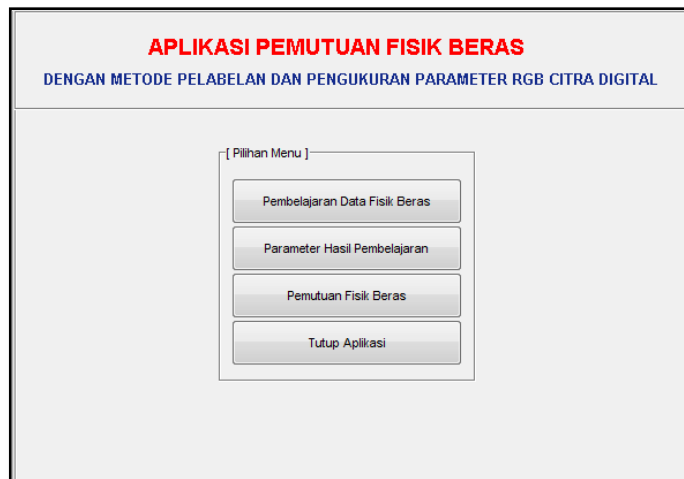 APLIKASI PEMUTUAN FISIK BERAS
DENGAN METODE PELABELAN DAN PENGUKURAN PARAMETER RGB CITRA DIGITAL
[ Pilihan Menu ]
Pembelajaran Data Fisik Beras
Parameter Hasil Pembelajaran
Pemutuan Fisik Beras
Tutup Aplikasi